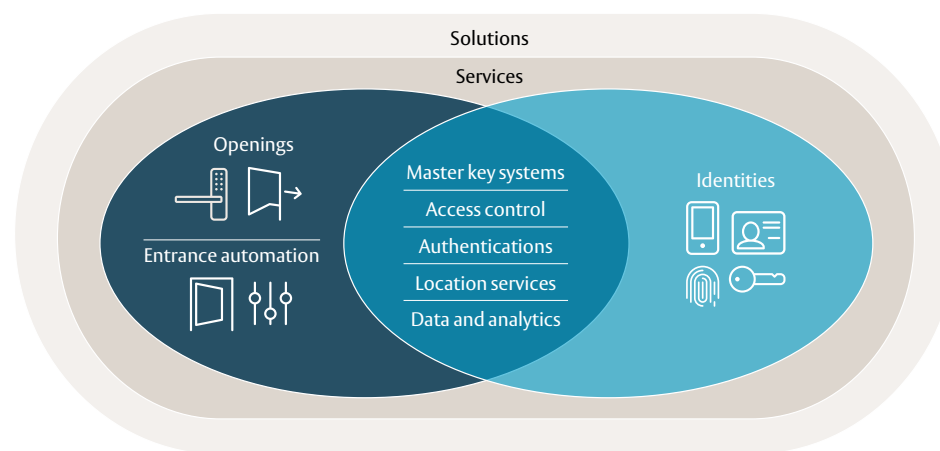 Solutions
Services
Openings
Entrance automation
Master key systems
Access control
Authentications
Location services
Data and analytics
Identities